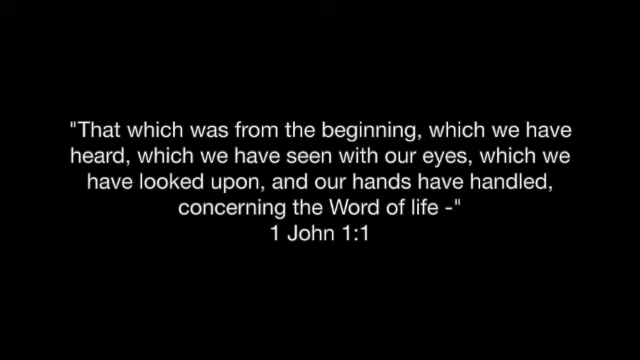 "That which was from the beginning, which we have
heard, which we have seen with our eyes, which we
have looked upon, and our hands have handled,
concerning the Word of life -"
1 John 1:1